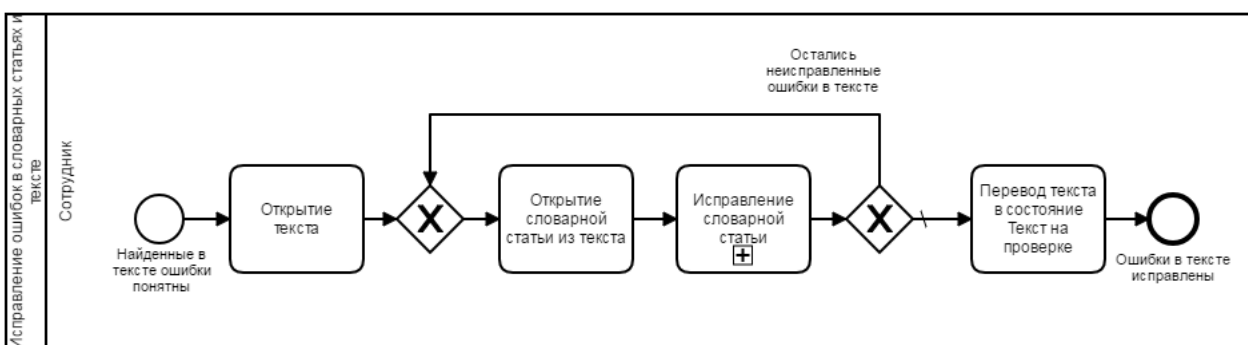 Исправление ошибок в словарных статьях и
тексте
Сотрудник
Найденные в
тексте ошибки
понятны
Открытие
текста
Открытие
словарной
статьи из текста
Исправление
словарной
статьи
Остались
неисправленные
ошибки в тексте
Перевод текста
в состояние
Текст на
проверке
Ошибки в тексте
исправлены